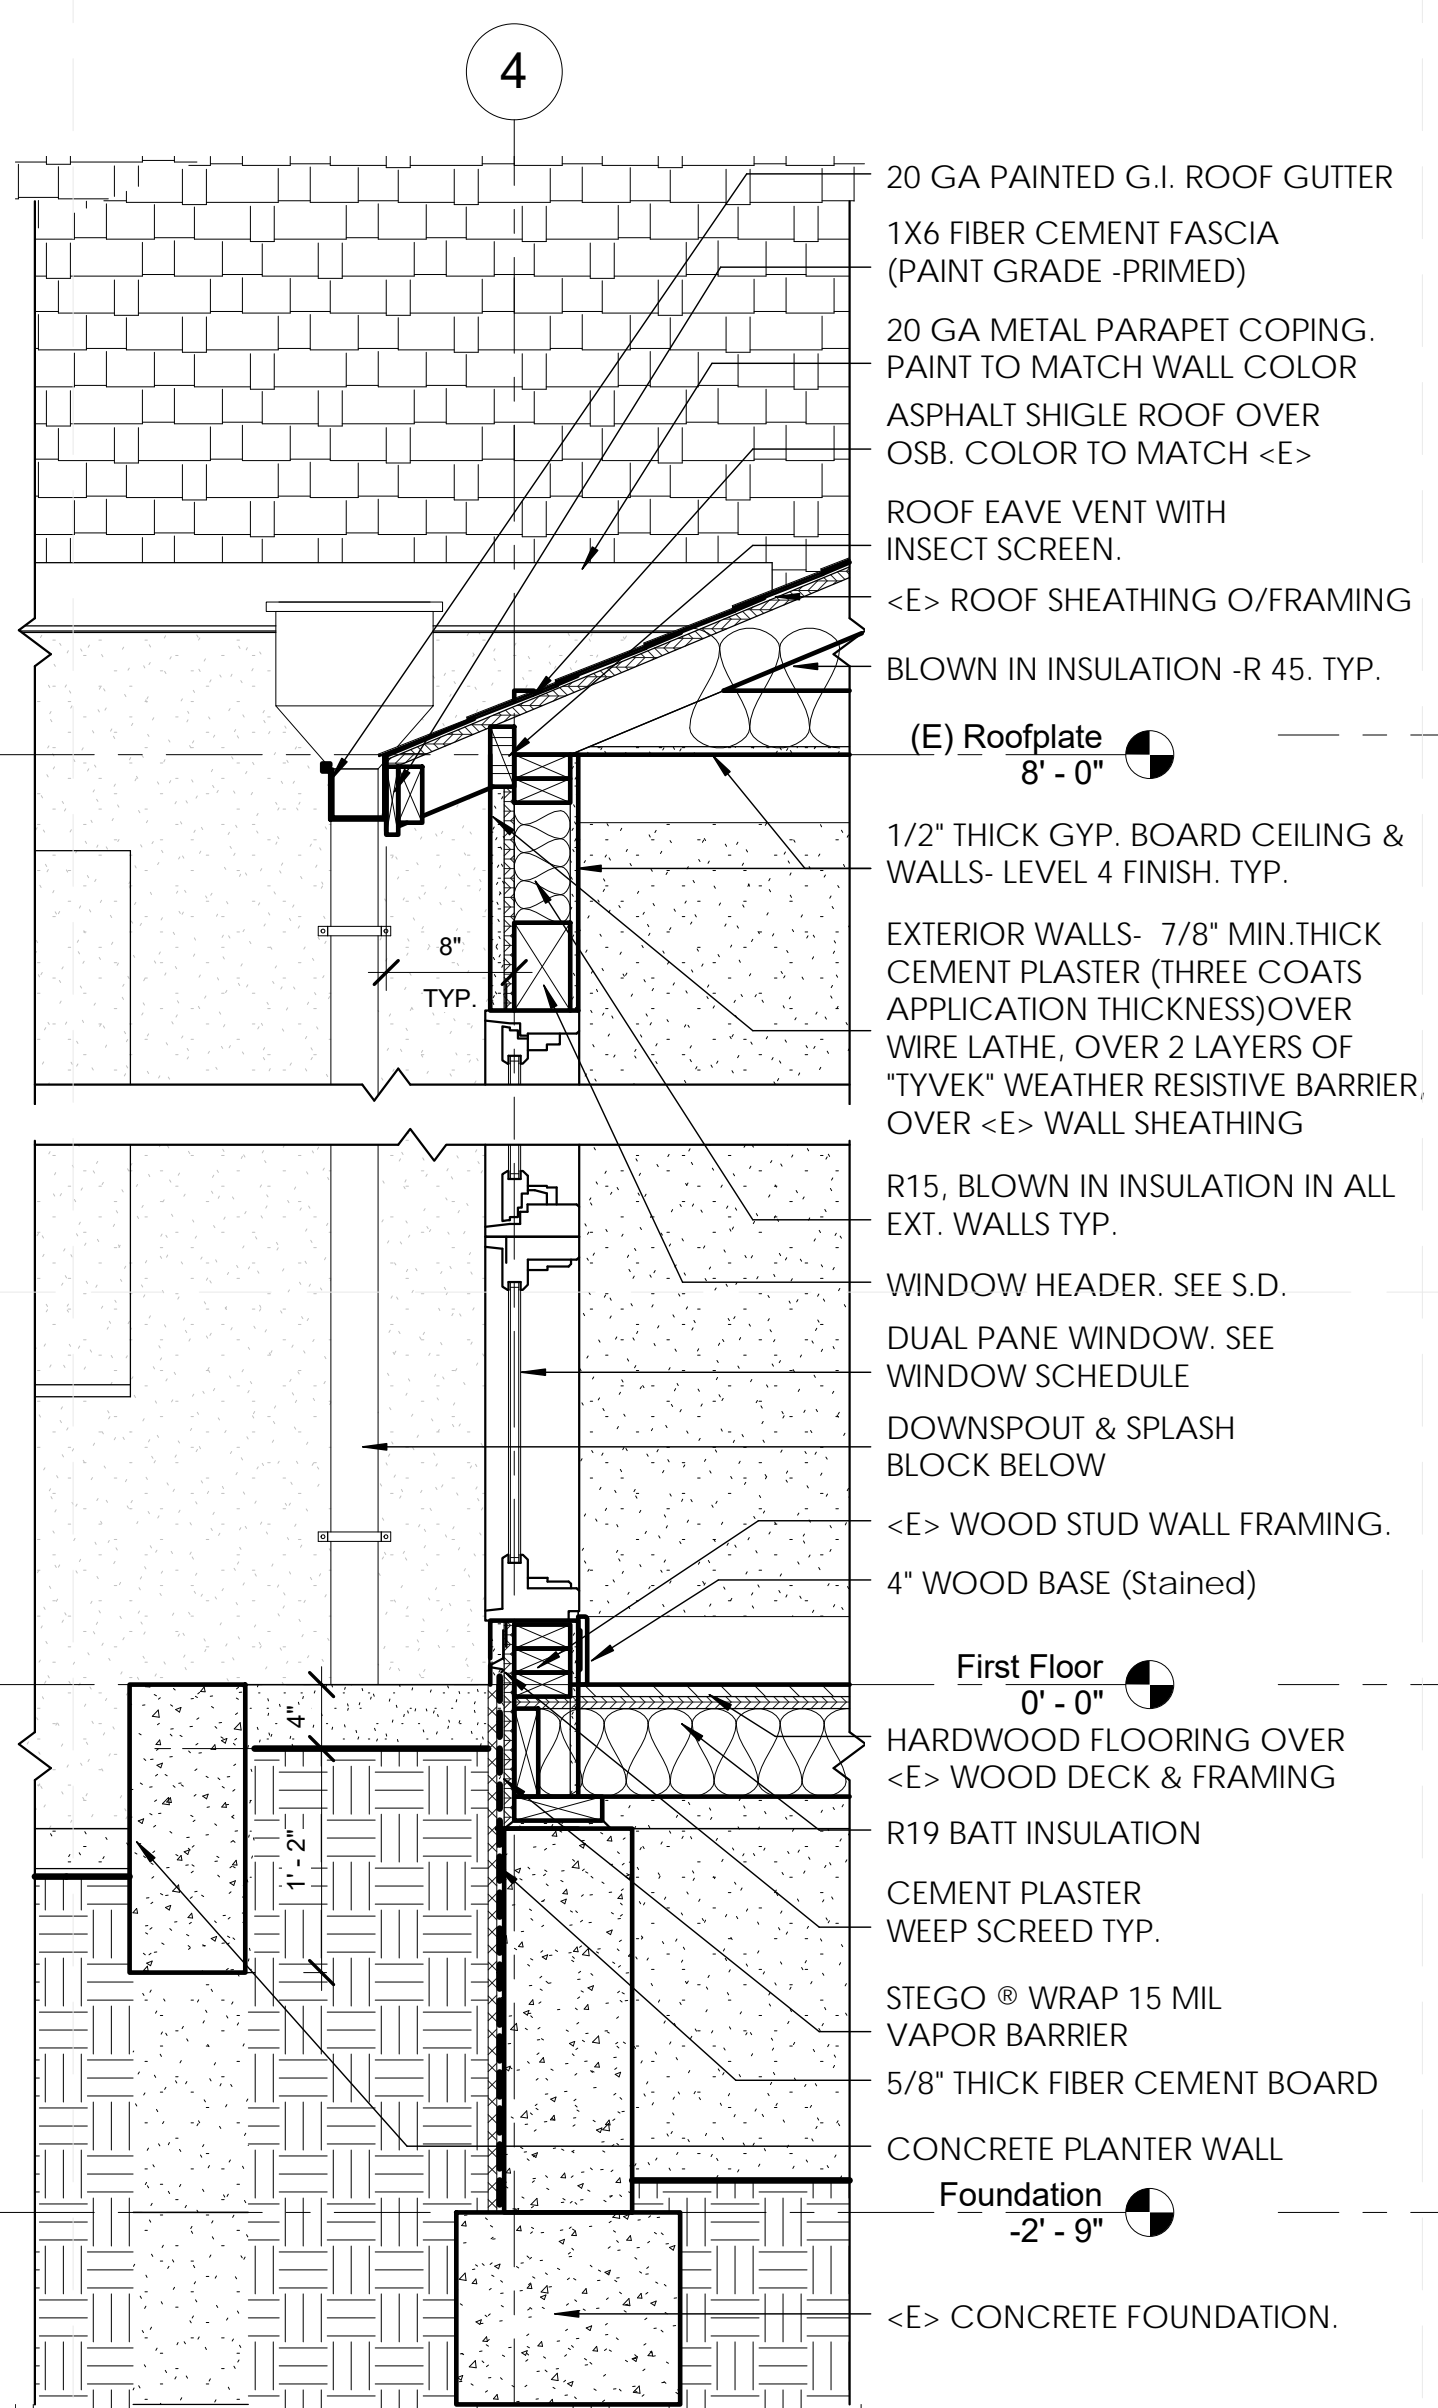 4
20 GA PAINTED G.I. ROOF GUTTER
1X6 FIBER CEMENT FASCIA
(PAINT GRADE -PRIMED)
20 GA METAL PARAPET COPING.
PAINT TO MATCH WALL COLOR
ASPHALT SHIGLE ROOF OVER
OSB. COLOR TO MATCH <E>
ROOF EAVE VENT WITH
INSECT SCREEN.
<E> ROOF SHEATHING O/FRAMING
BLOWN IN INSULATION -R 45. TYP.
(E) Roofplate
8' - 0"
1/2" THICK GYP. BOARD CEILING &
WALLS- LEVEL 4 FINISH. TYP.
8"
TYP.
EXTERIOR WALLS- 7/8" MIN.THICK
CEMENT PLASTER (THREE COATS
APPLICATION THICKNESS)OVER
WIRE LATHE, OVER 2 LAYERS OF
"TYVEK" WEATHER RESISTIVE BARRIER,
OVER <E> WALL SHEATHING
R15, BLOWN IN INSULATION IN ALL
EXT. WALLS TYP.
WINDOW HEADER. SEE S.D.
DUAL PANE WINDOW. SEE
WINDOW SCHEDULE
DOWNSPOUT & SPLASH
BLOCK BELOW
<E> WOOD STUD WALL FRAMING.
4" WOOD BASE (Stained)
First Floor
0' - 0"
4"
1' - 2"
HARDWOOD FLOORING OVER
<E> WOOD DECK & FRAMING
R19 BATT INSULATION
CEMENT PLASTER
WEEP SCREED TYP.
STEGO ® WRAP 15 MIL
VAPOR BARRIER
5/8" THICK FIBER CEMENT BOARD
CONCRETE PLANTER WALL
Foundation
-2' - 9"
<E> CONCRETE FOUNDATION.